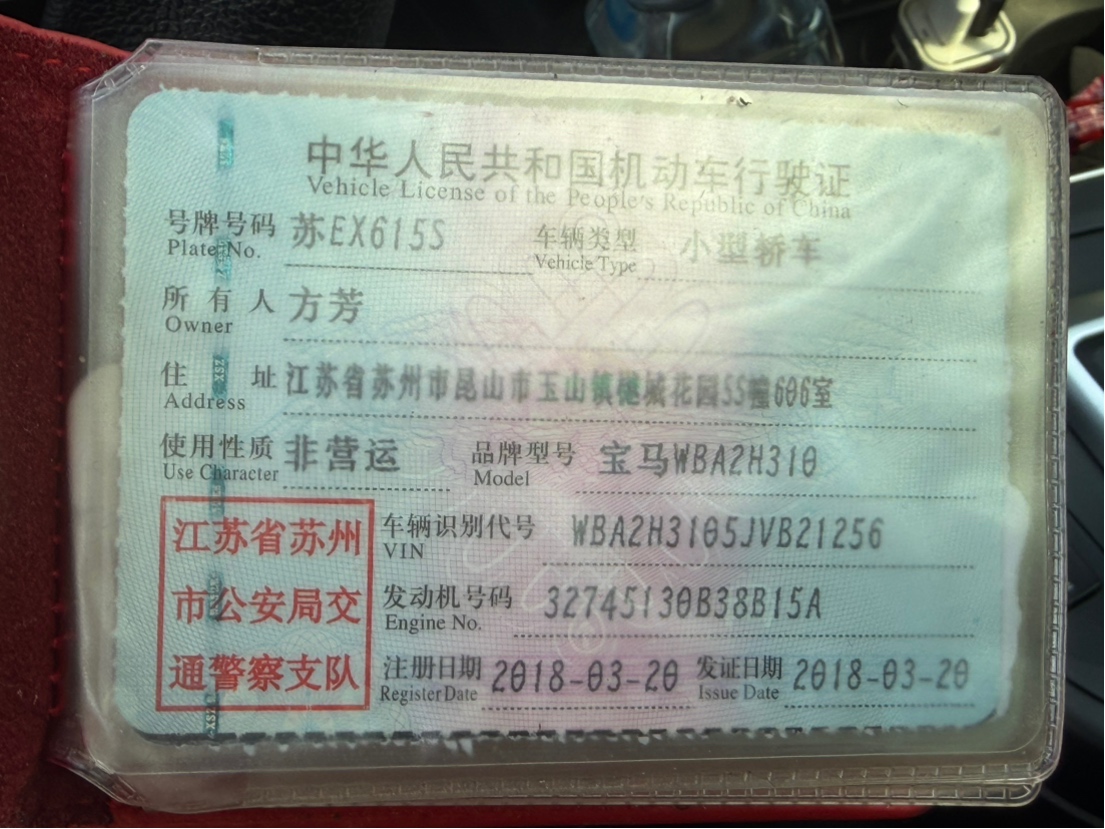 中华人民共和国机动车行驶证
Vehicle License of the People's Republic of China
号牌号码 苏EX615S 车辆类型 小型轿车
Plate No. Vehicle Type
所有人 方芳
Owner
住址 江苏省苏州市昆山市玉山镇樾城花园55幢606室
Address
使用性质 非营运 品牌型号 宝马WBA2H310
Use Character Model
江苏省苏州 车辆识别代号 WBA2H3105JVB21256
VIN
市公安局交 发动机号码 32745130B38B15A
Engine No.
通警察支队 注册日期 2018-03-20 发证日期 2018-03-20
Register Date Issue Date